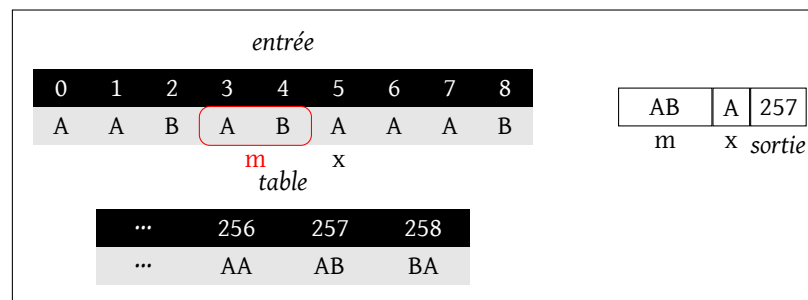 entrée
0 1 2 3 4 5 6 7 8
A A B A B A A A B
m x
table
... 256 257 258
... AA AB BA
AB A 257
m x sortie